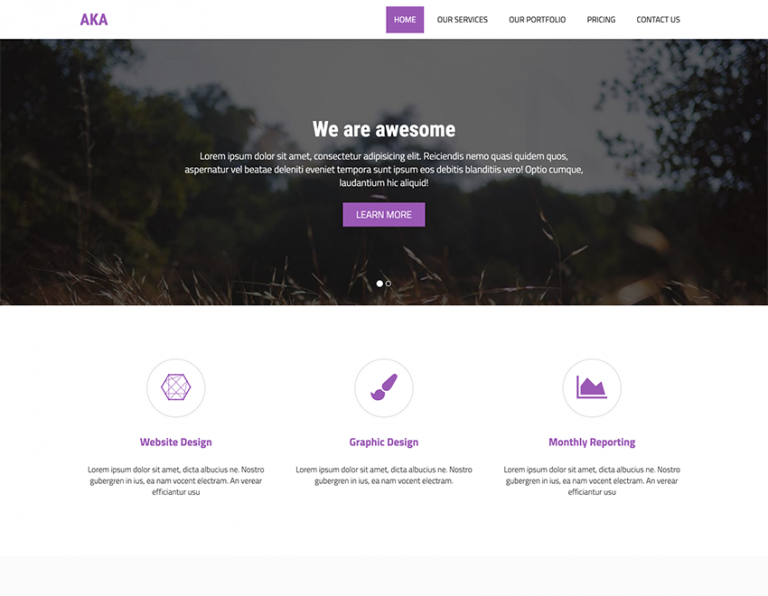 AKA
HOME
OUR SERVICES
OUR PORTFOLIO
PRICING
CONTACT US
We are awesome
Lorem ipsum dolor sit amet, consectetur adipisicing elit. Reiciendis nemo quasi quidem quos,
aspernatur vel beatae deleniti eveniet tempora sunt ipsum eos debitis blanditiis vero! Optio cumque,
laudantium hic aliquid!
LEARN MORE
Website Design
Lorem ipsum dolor sit amet, dicta albucius ne. Nostro
gubergren in ius, ea nam vocent electram. An verear
efficiantur usu
Graphic Design
Lorem ipsum dolor sit amet, dicta albucius ne. Nostro
gubergren in ius, ea nam vocent electram.
Monthly Reporting
Lorem ipsum dolor sit amet, dicta albucius ne. Nostro
gubergren in ius, ea nam vocent electram. An verear
efficiantur usu